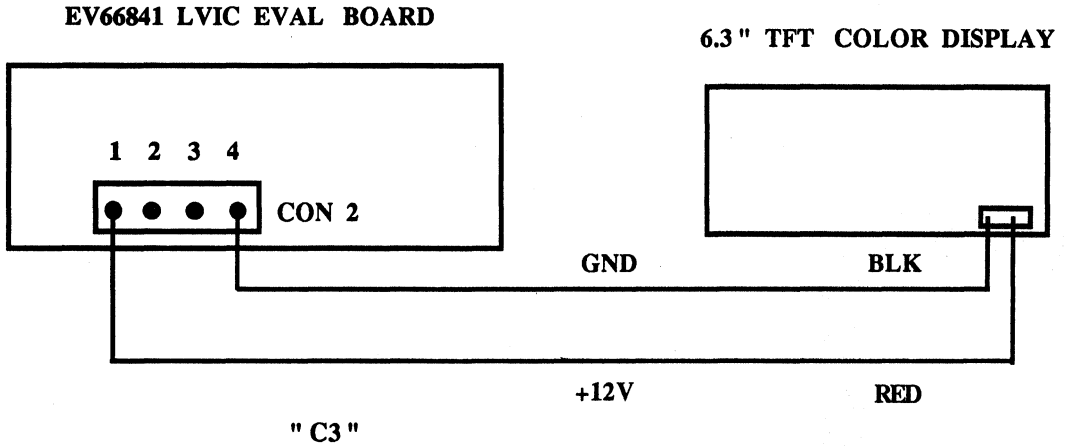 EV66841 LVIC EVAL BOARD
6.3" TFT COLOR DISPLAY
1 2 3 4
CON 2
GND BLK
+12V RED
"C3"